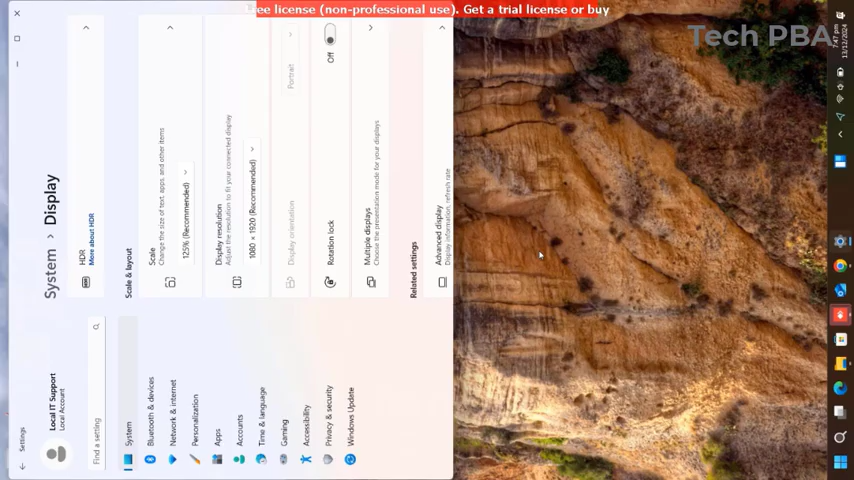 ee license (non-professional use). Get a trial license or buy
Tech PBA
Settings
Local IT Support
Local Account
Find a setting
System
Bluetooth & devices
Network & internet
Personalization
Apps
Accounts
Time & language
Gaming
Accessibility
Privacy & security
Windows Update
System › Display
HDR
More about HDR
Scale & layout
Scale
Change the size of text, apps, and other items
125% (Recommended)
Display resolution
Adjust the resolution to fit your connected display
1080 × 1920 (Recommended)
Display orientation
Portrait
Rotation lock
Off
Multiple displays
Choose the presentation mode for your displays
Related settings
Advanced display
Display information, refresh rate
7:47 pm
13/12/2024